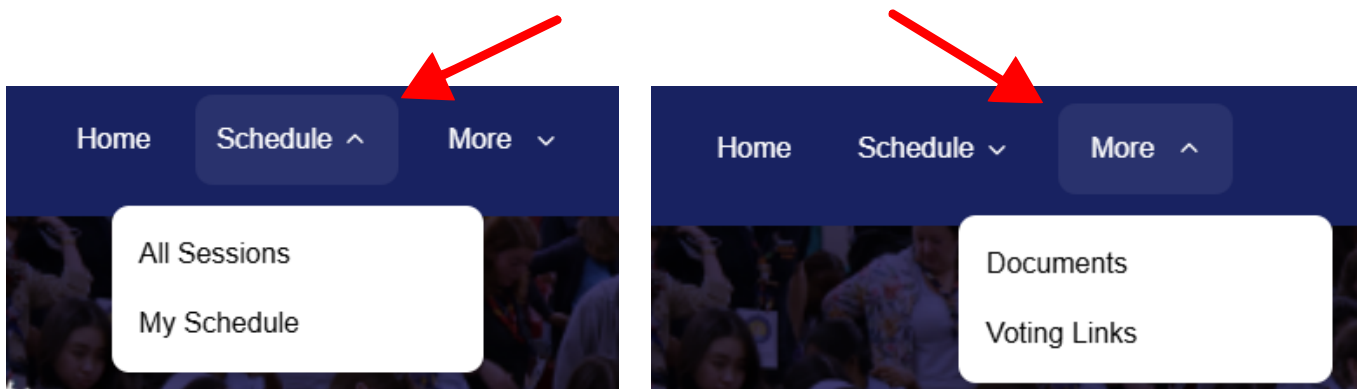 Home Schedule More
All Sessions
My Schedule
Home Schedule More
Documents
Voting Links